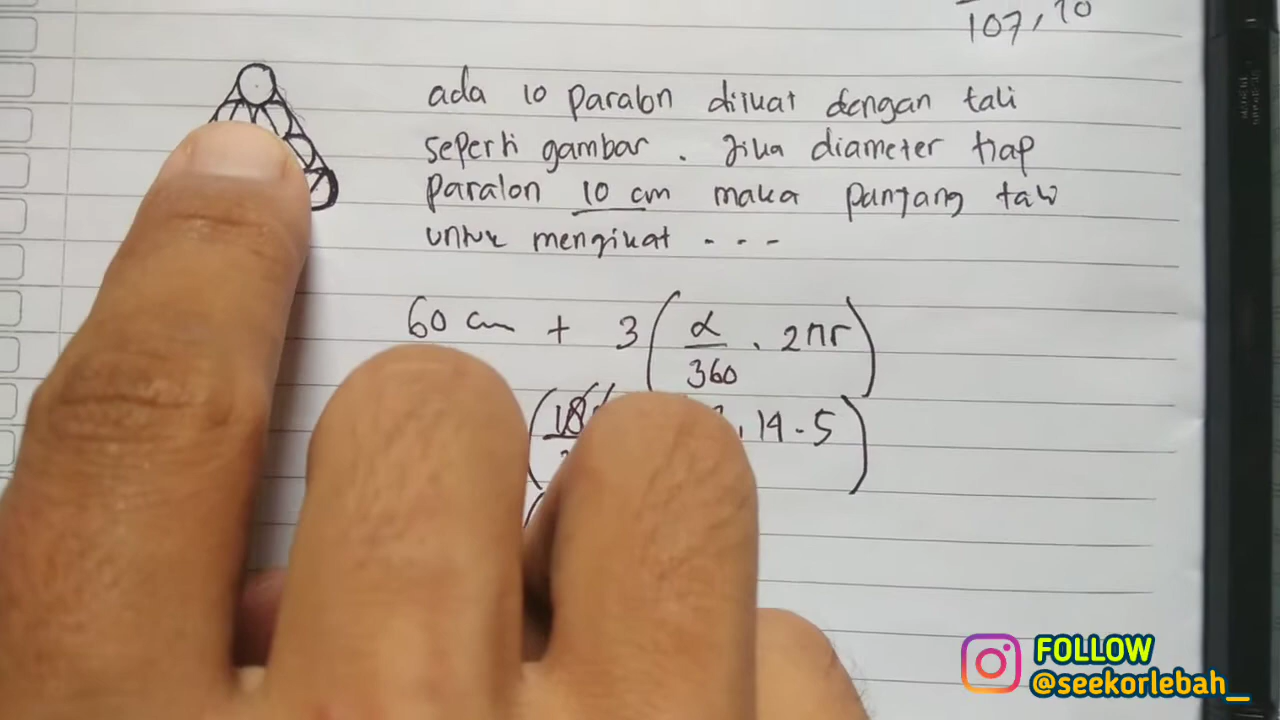 107,70
ada 10 Paralon diikat dengan tali
seperti gambar. Jika diameter tiap
Paralon 10 cm maka panjang tali
untuk mengikat ...
60 cm + 3 ( α/360 . 2πr )
. 14 . 5 )
FOLLOW
@seekorlebah_